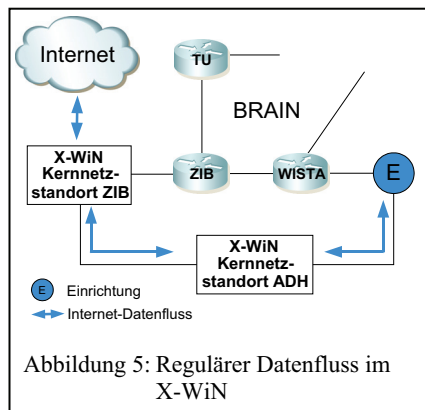 Internet
TU
BRAIN
X-WiN
Kernnetz-
standort ZIB
ZIB
WISTA
E
X-WiN
Kernnetz-
standort ADH
E Einrichtung
Internet-Datenfluss
Abbildung 5: Regulärer Datenfluss im
X-WiN